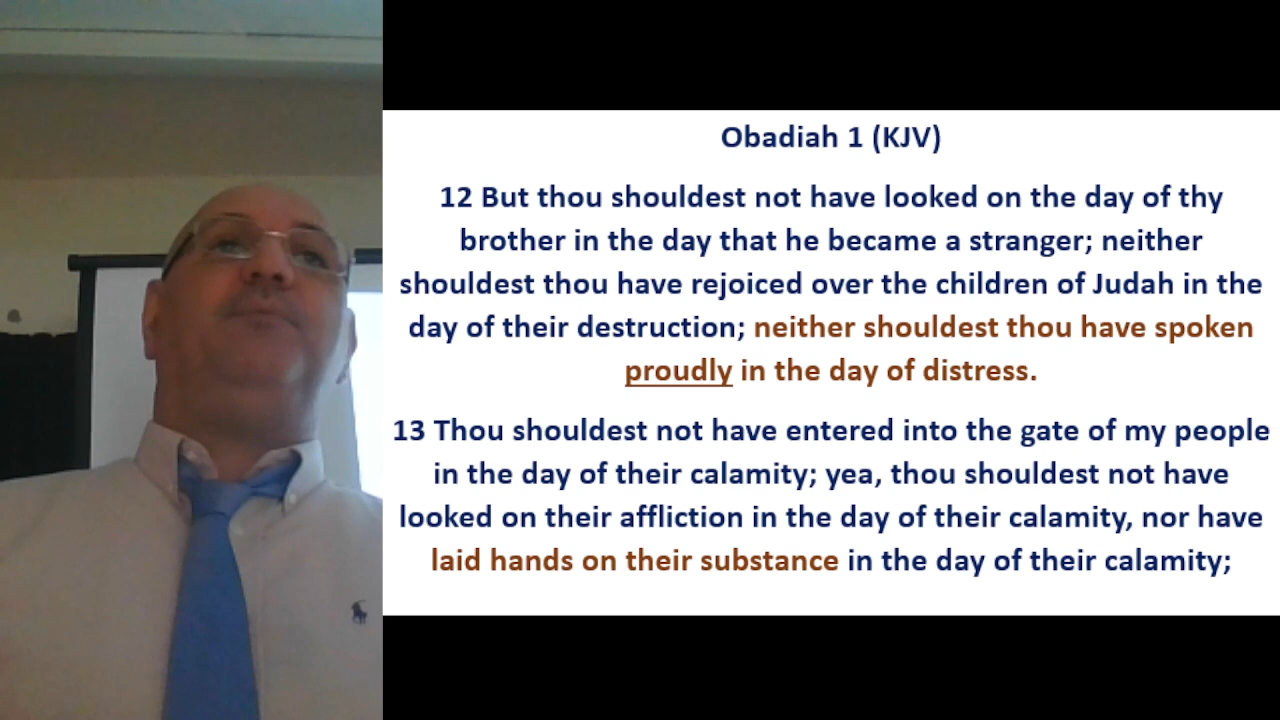 Obadiah 1 (KJV)
12 But thou shouldest not have looked on the day of thy
brother in the day that he became a stranger; neither
shouldest thou have rejoiced over the children of Judah in the
day of their destruction; neither shouldest thou have spoken
proudly in the day of distress.
13 Thou shouldest not have entered into the gate of my people
in the day of their calamity; yea, thou shouldest not have
looked on their affliction in the day of their calamity, nor have
laid hands on their substance in the day of their calamity;